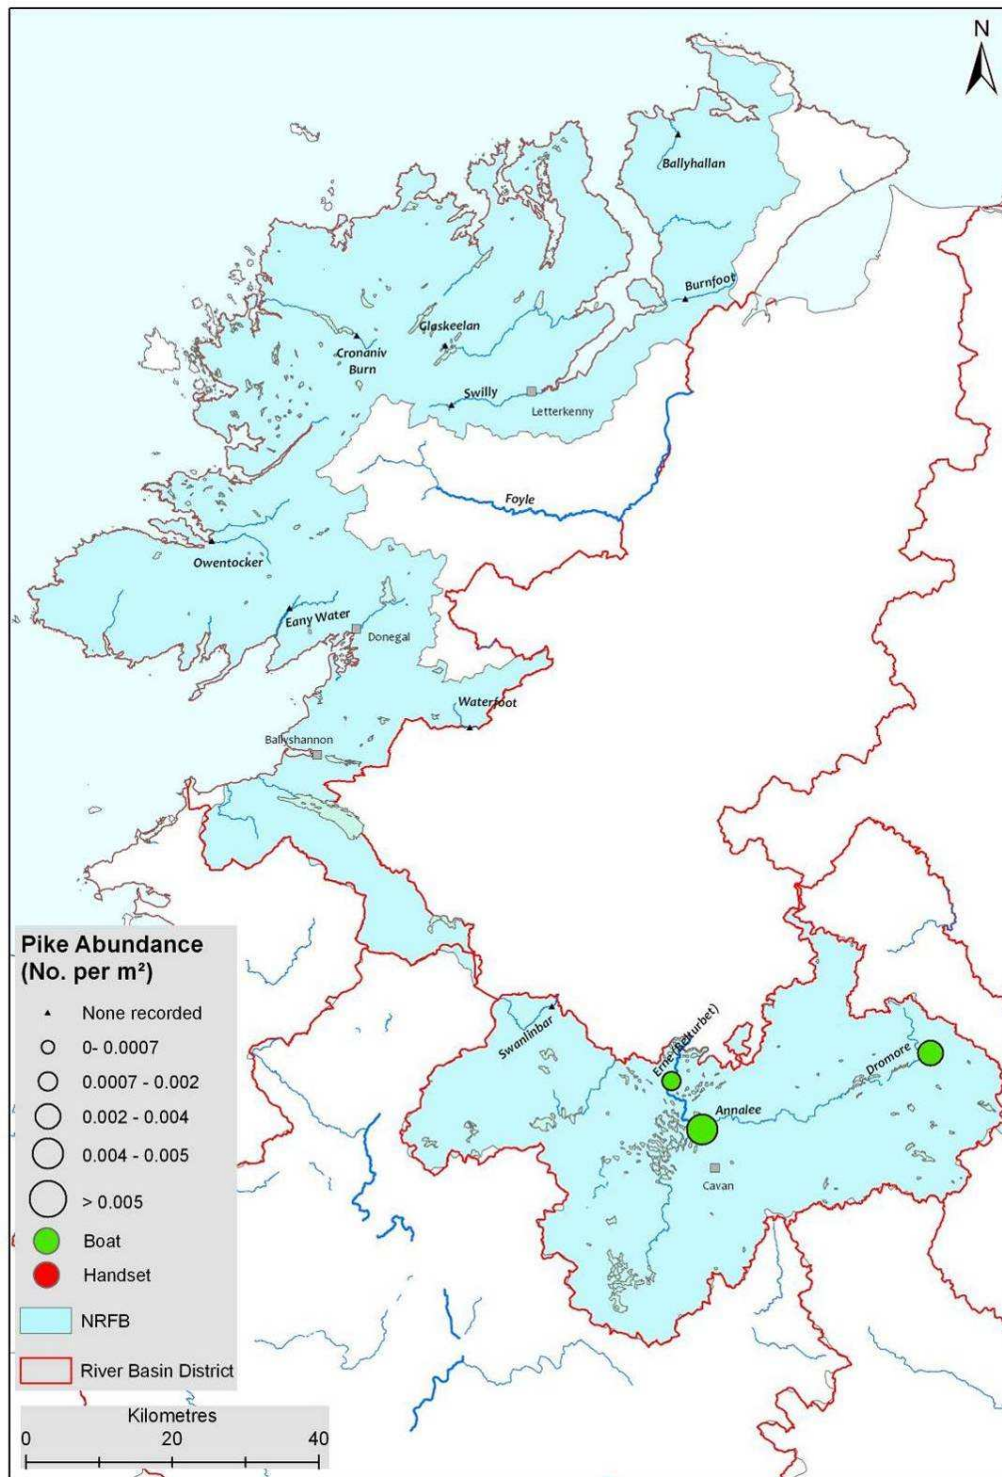 N
Ballyhallan
Burnfoot
Glaskeelan
Cronaniv
Burn
Swilly
Letterkenny
Foyle
Owentocker
Eany Water
Donegal
Waterfoot
Ballyshannon
Pike Abundance
(No. per m²)
None recorded
0- 0.0007
0.0007 - 0.002
0.002 - 0.004
0.004 - 0.005
> 0.005
Boat
Handset
NRFB
River Basin District
Swanlinbar
Erne (Belturbet)
Dromore
Annalee
Cavan
Kilometres
0 20 40